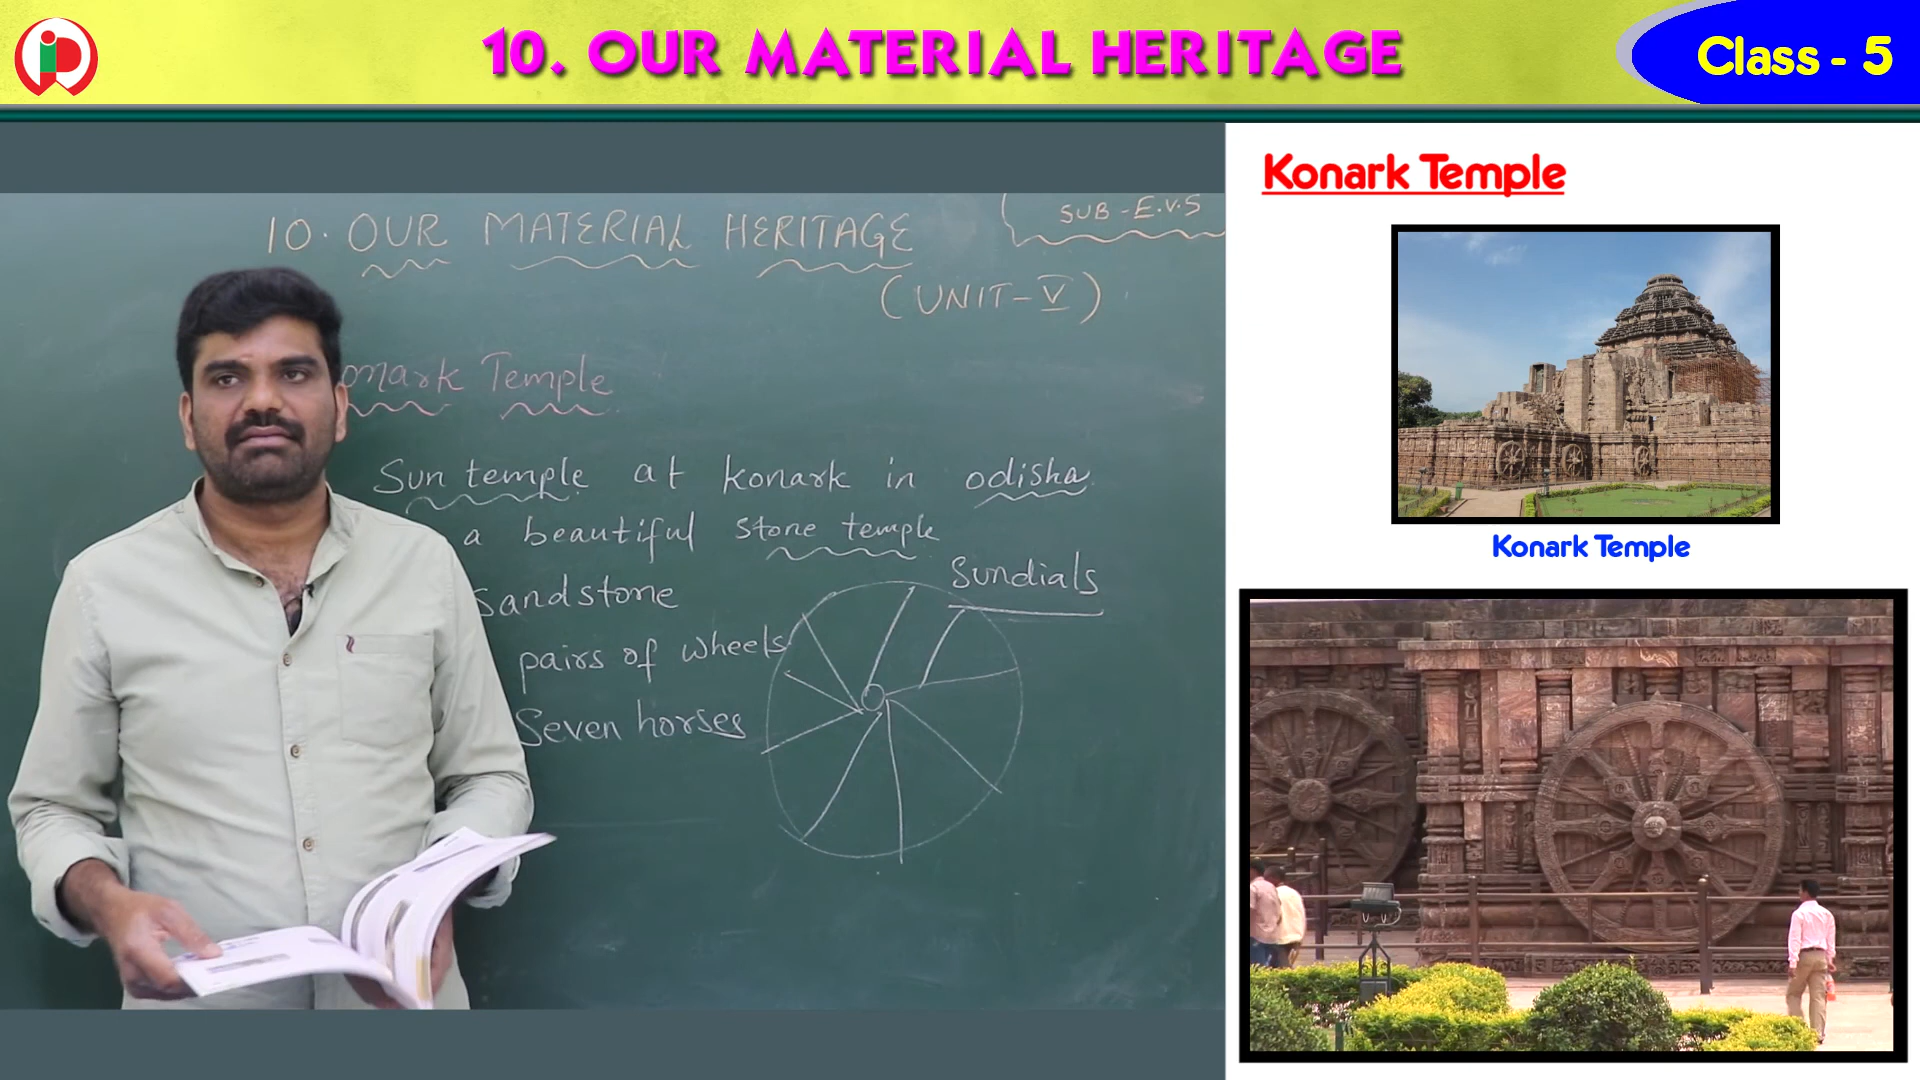 10. OUR MATERIAL HERITAGE
Class - 5
10. OUR MATERIAL HERITAGE
SUB - E.V.S
(UNIT-V)
onark Temple
Sun temple at konark in odisha
a beautiful stone temple
Sandstone
Sundials
pairs of wheels
Seven horses
Konark Temple
Konark Temple